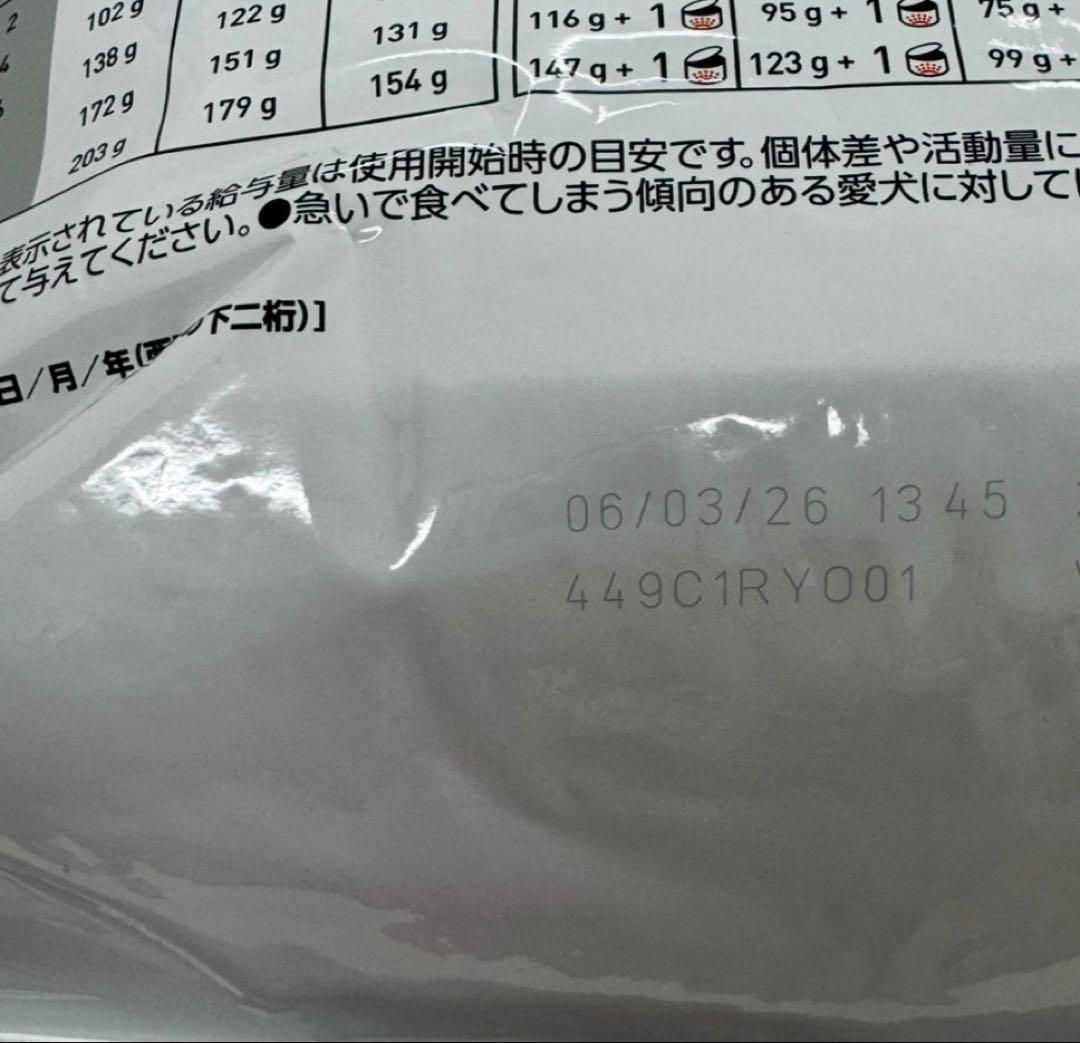 2 102 g 122 g 131 g 116 g + 1 95 g + 1 75 g +
4 138 g 151 g 154 g 147 g + 1 123 g + 1 99 g +
172 g 179 g
203 g
表示されている給与量は使用開始時の目安です。個体差や活動量に
て与えてください。●急いで食べてしまう傾向のある愛犬に対して
日/月/年(西 下二桁)]
06/03/26 13 45
449C1RY001